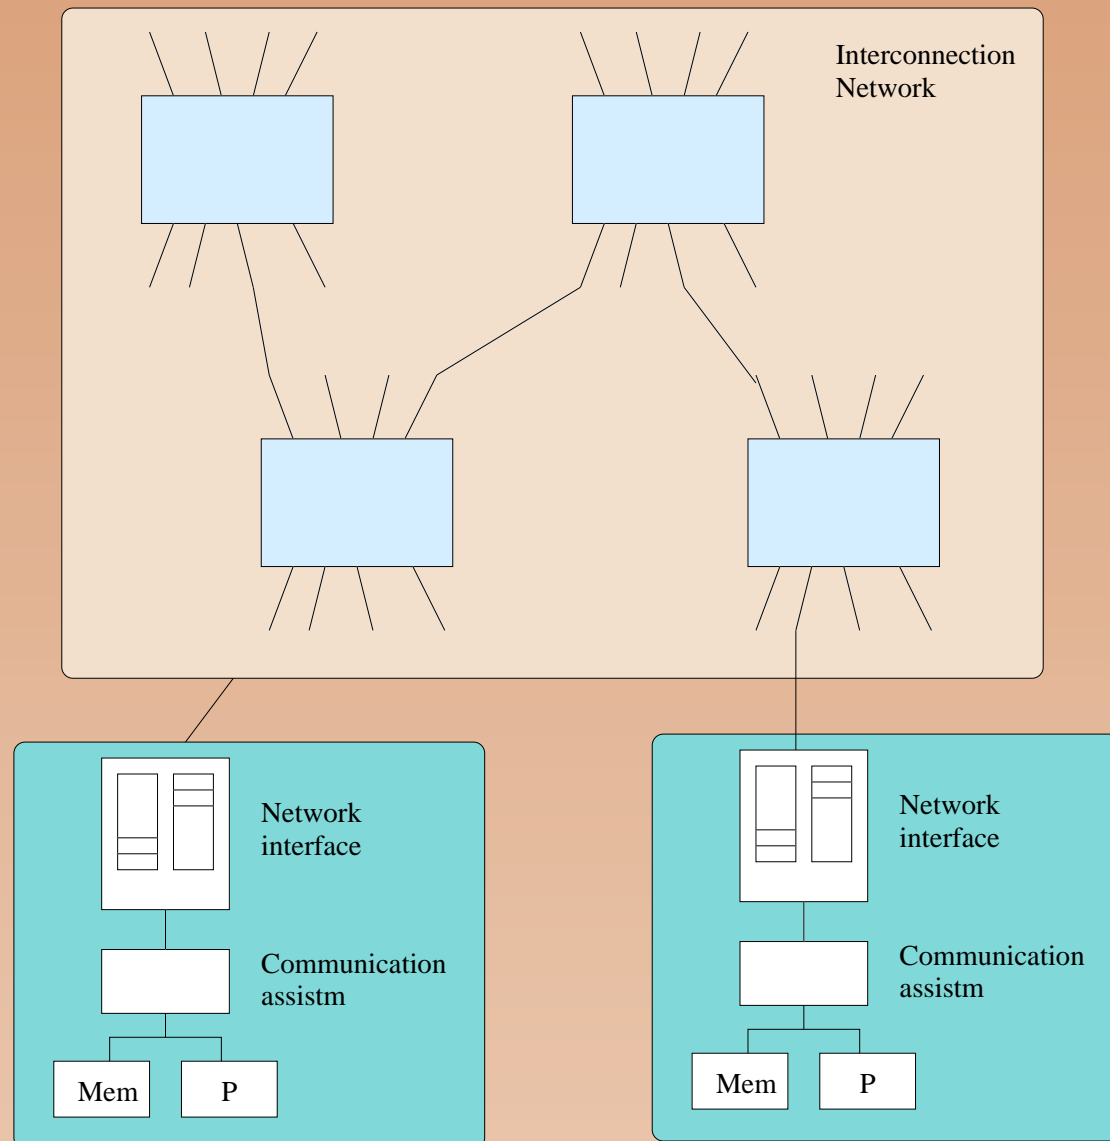 Interconnection
Network
Network
interface
Communication
assistm
Mem
P
Network
interface
Communication
assistm
Mem
P